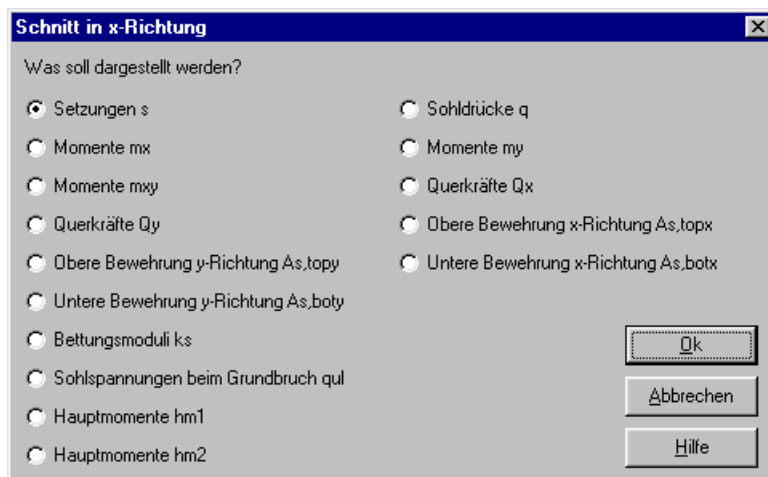 Schnitt in x-Richtung
Was soll dargestellt werden?
Setzungen s
Sohldrücke q
Momente mx
Momente my
Momente mxy
Querkräfte Qx
Querkräfte Qy
Obere Bewehrung x-Richtung As,topx
Obere Bewehrung y-Richtung As,topy
Untere Bewehrung x-Richtung As,botx
Untere Bewehrung y-Richtung As,boty
Bettungsmoduli ks
Ok
Sohlspannungen beim Grundbruch qul
Abbrechen
Hauptmomente hm1
Hilfe
Hauptmomente hm2